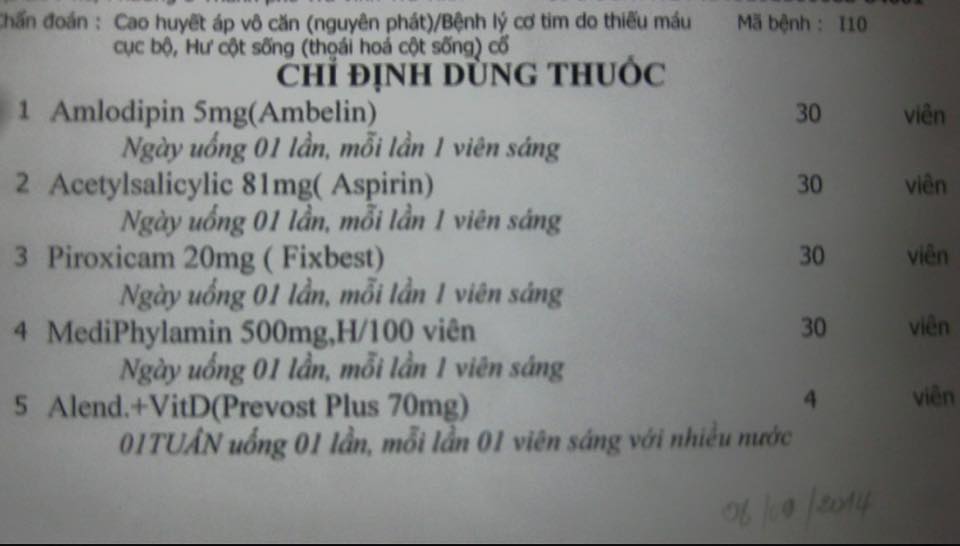 Chẩn đoán : Cao huyết áp vô căn (nguyên phát)/Bệnh lý cơ tim do thiếu máu Mã bệnh : I10
cục bộ, Hư cột sống (thoái hoá cột sống) cổ
CHỈ ĐỊNH DÙNG THUỐC
1 Amlodipin 5mg(Ambelin) 30 viên
Ngày uống 01 lần, mỗi lần 1 viên sáng
2 Acetylsalicylic 81mg( Aspirin) 30 viên
Ngày uống 01 lần, mỗi lần 1 viên sáng
3 Piroxicam 20mg ( Fixbest) 30 viên
Ngày uống 01 lần, mỗi lần 1 viên sáng
4 MediPhylamin 500mg,H/100 viên 30 viên
Ngày uống 01 lần, mỗi lần 1 viên sáng
5 Alend.+VitD(Prevost Plus 70mg) 4 viên
01TUẦN uống 01 lần, mỗi lần 01 viên sáng với nhiều nước